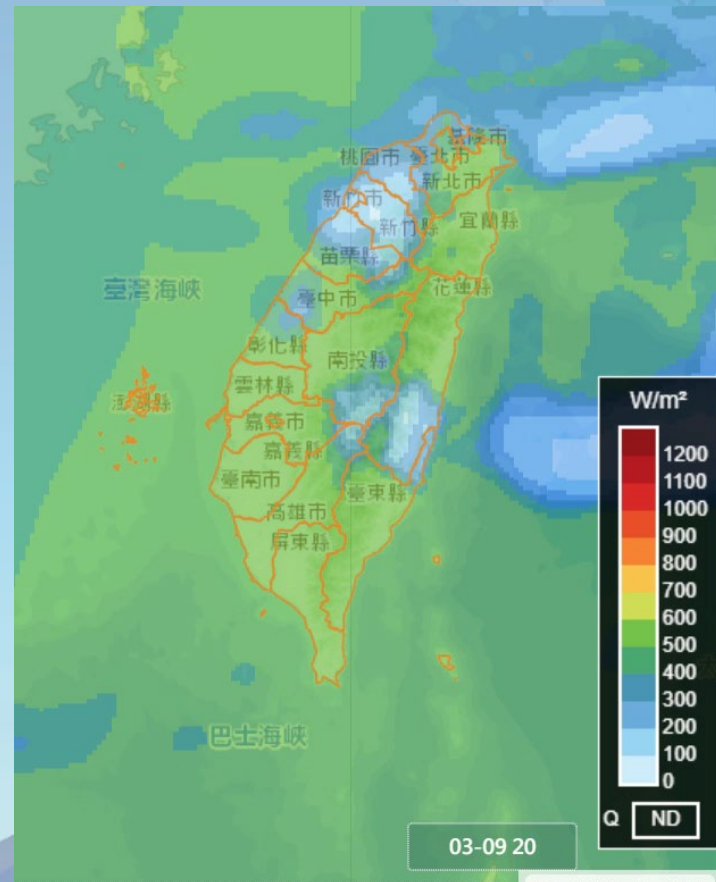 基隆市
桃園市 臺北市
新北市
新竹市
宜蘭縣
新竹縣
苗栗縣
花蓮縣
臺灣海峽
臺中市
彰化縣
南投縣
雲林縣
澎湖縣
嘉義市
嘉義縣
臺南市
臺東縣
高雄市
屏東縣
巴士海峽
W/m²
1200
1100
1000
900
800
700
600
500
400
300
200
100
0
Q ND
03-09 20